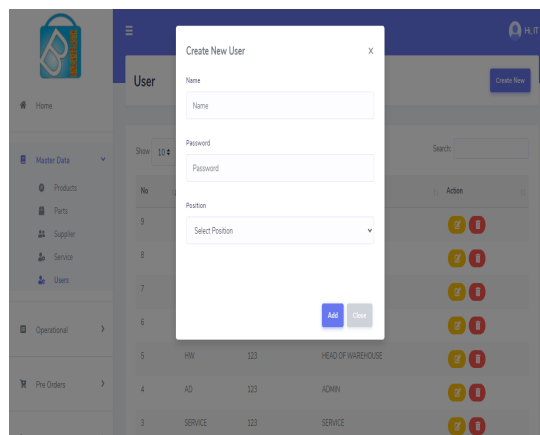 Hi, IT
Create New User
X
User
Create New
Name
Name
Home
Password
Show 10
Search:
Master Data
Password
Products
No
Action
Position
Parts
9
Select Position
Supplier
8
Service
Users
7
Add
Close
6
Operational
5 HW 123 HEAD OF WAREHOUSE
Pre Orders
4 AD 123 ADMIN
3 SERVICE 123 SERVICE